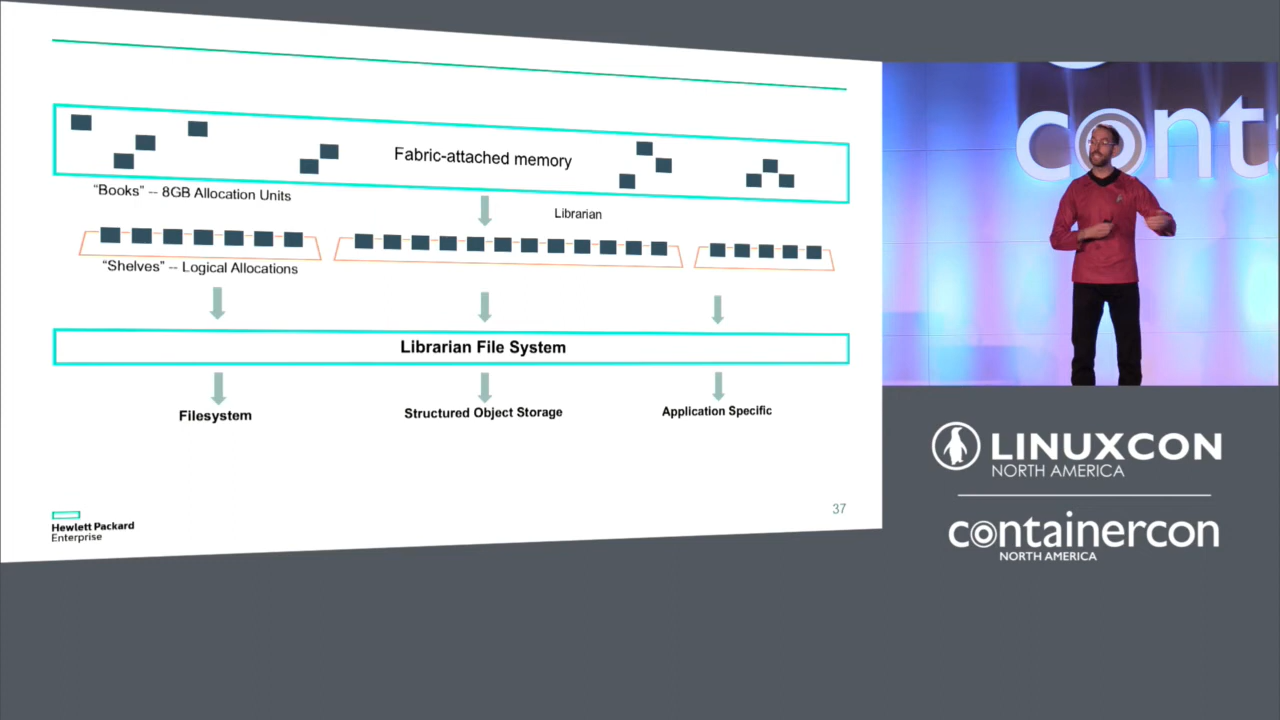 Fabric-attached memory
“Books” -- 8GB Allocation Units
Librarian
“Shelves” -- Logical Allocations
Librarian File System
Filesystem
Structured Object Storage
Application Specific
Hewlett Packard
Enterprise
37
cont
LINUXCON
NORTH AMERICA
containercon
NORTH AMERICA